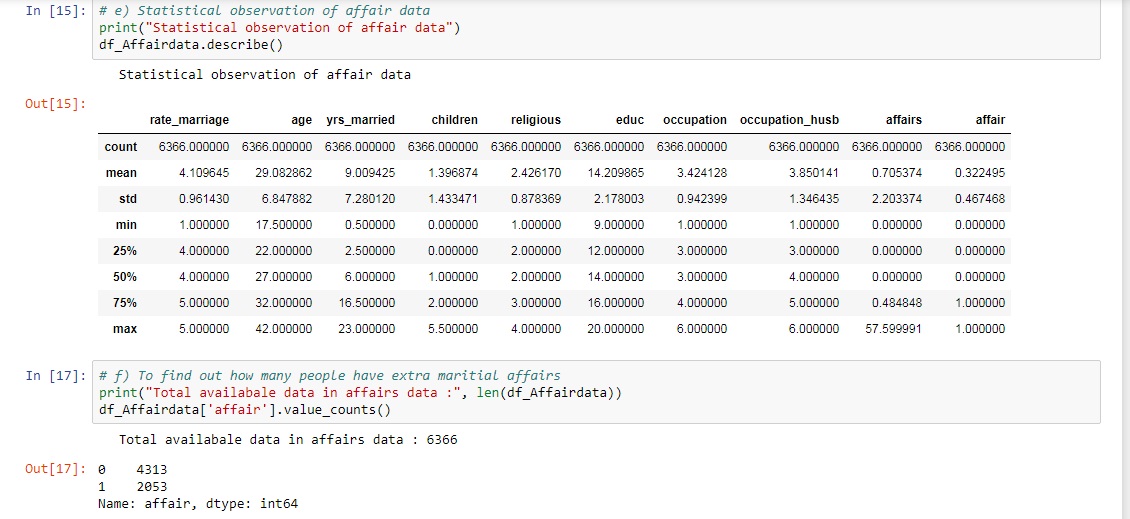 In [15]: # e) Statistical observation of affair data
print("Statistical observation of affair data")
df_Affairdata.describe()
Statistical observation of affair data
Out[15]:
rate_marriage age yrs_married children religious educ occupation occupation_husb affairs affair
count 6366.000000 6366.000000 6366.000000 6366.000000 6366.000000 6366.000000 6366.000000 6366.000000 6366.000000 6366.000000
mean 4.109645 29.082862 9.009425 1.396874 2.426170 14.209865 3.424128 3.850141 0.705374 0.322495
std 0.961430 6.847882 7.280120 1.433471 0.878369 2.178003 0.942399 1.346435 2.203374 0.467468
min 1.000000 17.500000 0.500000 0.000000 1.000000 9.000000 1.000000 1.000000 0.000000 0.000000
25% 4.000000 22.000000 2.500000 0.000000 2.000000 12.000000 3.000000 3.000000 0.000000 0.000000
50% 4.000000 27.000000 6.000000 1.000000 2.000000 14.000000 3.000000 4.000000 0.000000 0.000000
75% 5.000000 32.000000 16.500000 2.000000 3.000000 16.000000 4.000000 5.000000 0.484848 1.000000
max 5.000000 42.000000 23.000000 5.500000 4.000000 20.000000 6.000000 6.000000 57.599991 1.000000
In [17]: # f) To find out how many people have extra maritial affairs
print("Total availabale data in affairs data :", len(df_Affairdata))
df_Affairdata['affair'].value_counts()
Total availabale data in affairs data : 6366
Out[17]: 0 4313
1 2053
Name: affair, dtype: int64